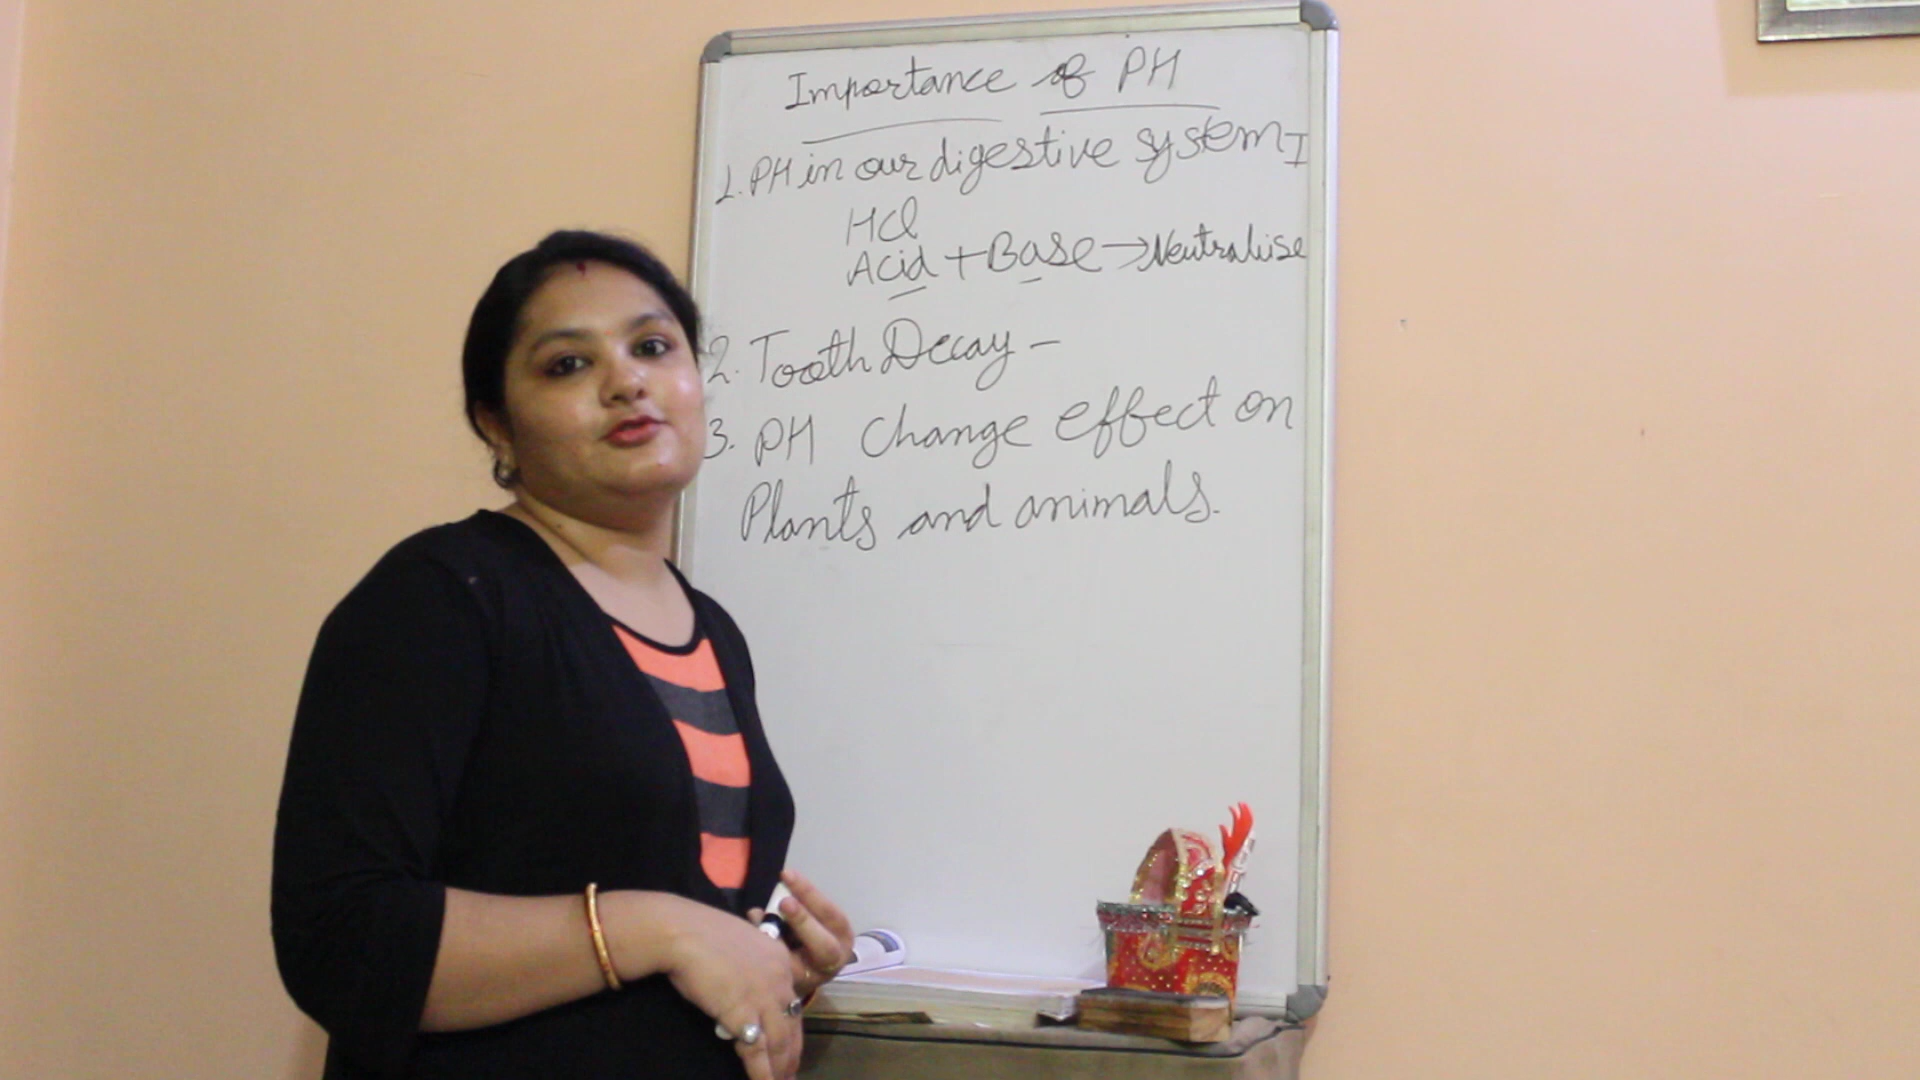 Importance of PH
1. PH in our digestive system I
HCl
Acid + Base → Neutralise
2. Tooth Decay -
3. PH Change effect on
Plants and animals.